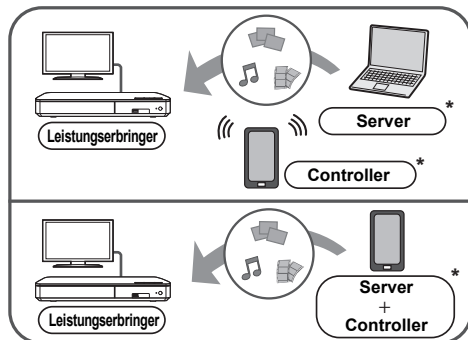 Leistungserbringer
Server*
Controller*
Leistungserbringer
Server*
+
Controller